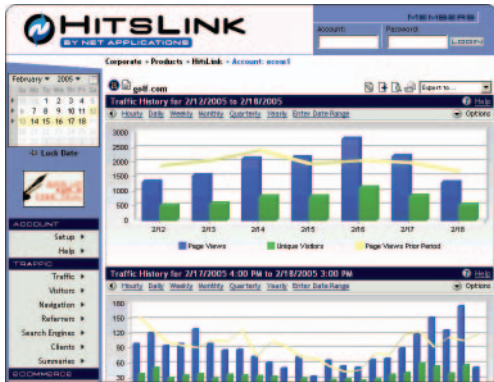 HITSLINK
BY NET APPLICATIONS
MEMBERS
Account:
Password:
LOGIN
Corporate » Products » HitsLink » Account: ecom1
February 2005
1 2 3 4 5
6 7 8 9 10 11 12
13 14 15 16 17 18
Lock Date
golf.com
Export to...
Traffic History for 2/12/2005 to 2/18/2005
Help
Hourly Daily Weekly Monthly Quarterly Yearly Enter Date Range
Options
3000
2500
2000
1500
1000
500
0
2/12 2/13 2/14 2/15 2/16 2/17 2/18
Page Views
Unique Visitors
Page Views Prior Period
ACCOUNT
Setup
Help
TRAFFIC
Traffic
Visitors
Navigation
Referrers
Search Engines
Clients
Summaries
ECOMMERCE
Traffic History for 2/17/2005 4:00 PM to 2/18/2005 3:00 PM
Help
Hourly Daily Weekly Monthly Quarterly Yearly Enter Date Range
Options
180
150
120
90
60
30